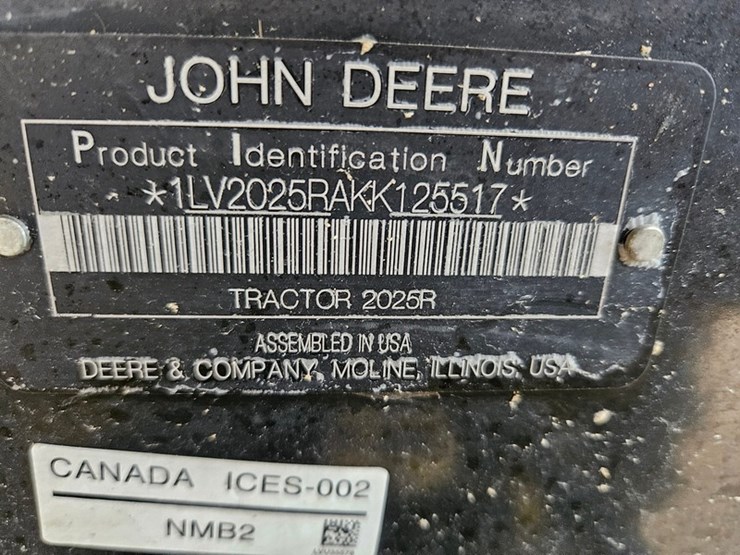 JOHN DEERE
Product Identification Number
*1LV2025RAKK125517*
TRACTOR 2025R
ASSEMBLED IN USA
DEERE & COMPANY, MOLINE, ILLINOIS, USA
CANADA ICES-002
NMB2